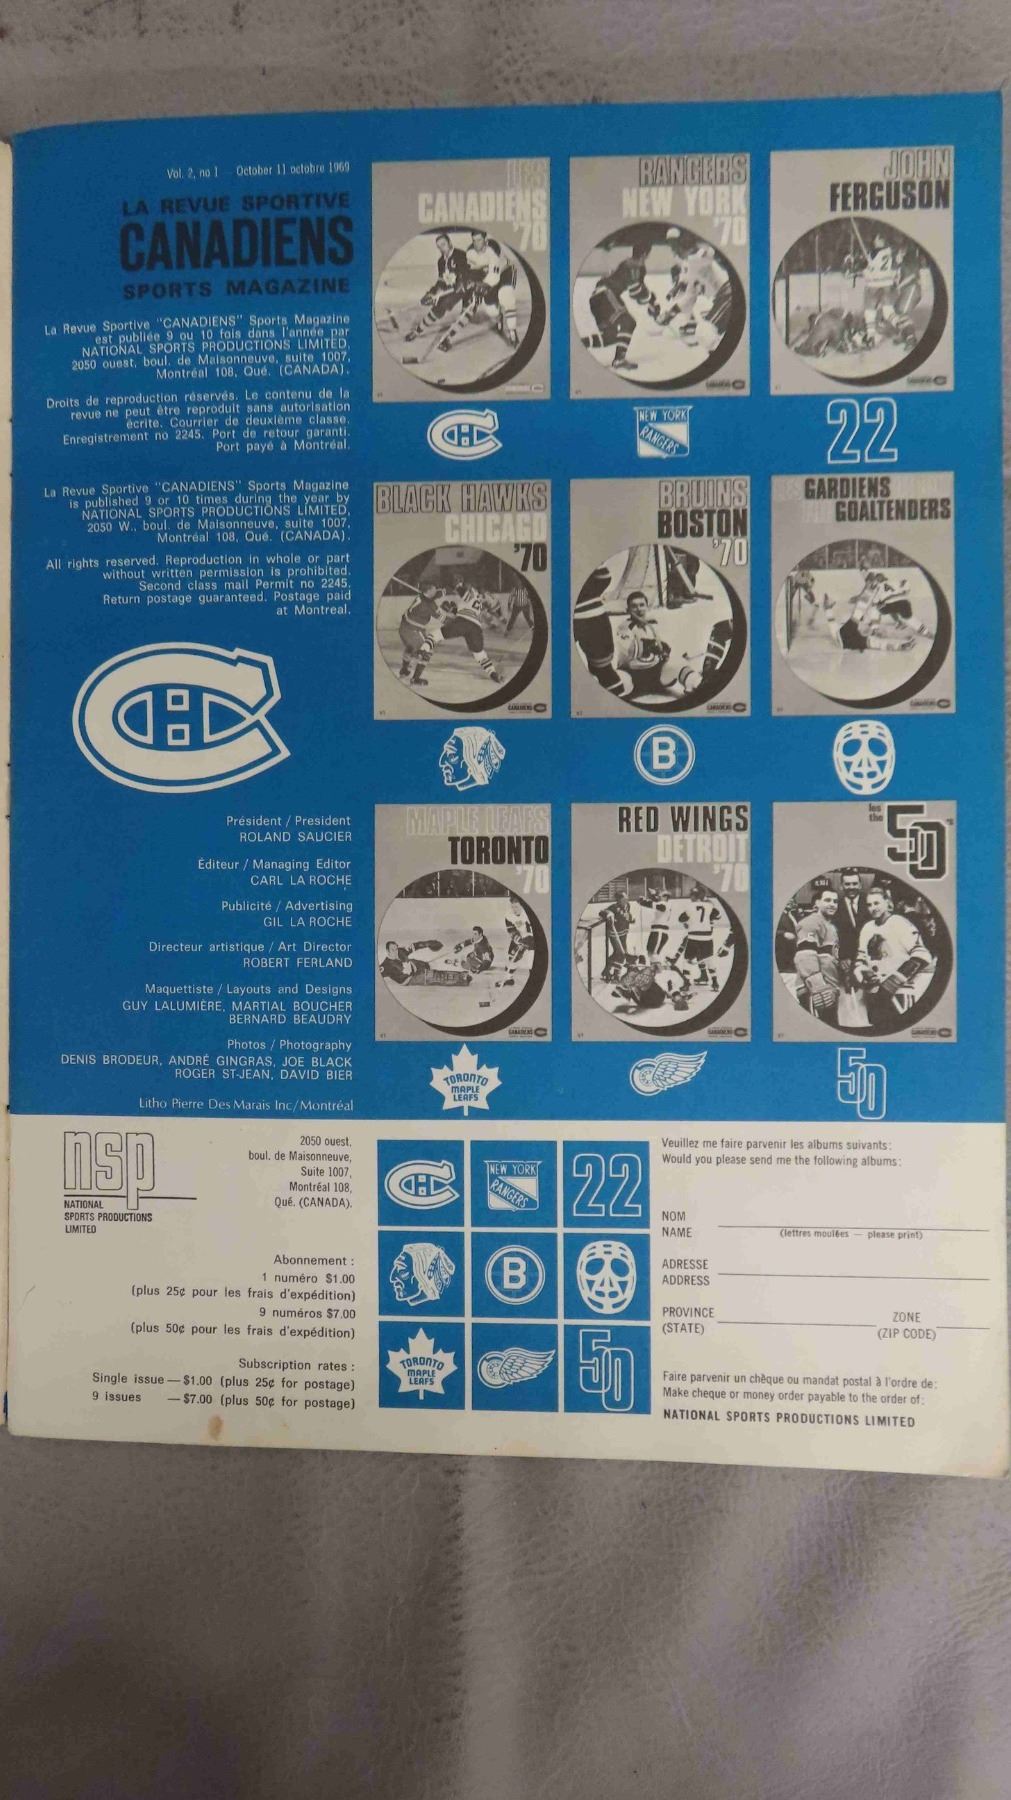 Vol. 2, no 1 — October 11 octobre 1969
LA REVUE SPORTIVE
CANADIENS
SPORTS MAGAZINE
La Revue Sportive "CANADIENS" Sports Magazine
est publiée 9 ou 10 fois dans l'année par
NATIONAL SPORTS PRODUCTIONS LIMITED,
2050 ouest, boul. de Maisonneuve, suite 1007,
Montréal 108, Qué. (CANADA).
Droits de reproduction réservés. Le contenu de la
revue ne peut être reproduit sans autorisation
écrite. Courrier de deuxième classe.
Enregistrement no 2245. Port de retour garanti.
Port payé à Montréal.
La Revue Sportive "CANADIENS" Sports Magazine
is published 9 or 10 times during the year by
NATIONAL SPORTS PRODUCTIONS LIMITED,
2050 W., boul. de Maisonneuve, suite 1007,
Montréal 108, Qué. (CANADA).
All rights reserved. Reproduction in whole or part
without written permission is prohibited.
Second class mail Permit no 2245.
Return postage guaranteed. Postage paid
at Montreal.
Président / President
ROLAND SAUCIER
Éditeur / Managing Editor
CARL LA ROCHE
Publicité / Advertising
GIL LA ROCHE
Directeur artistique / Art Director
ROBERT FERLAND
Maquettiste / Layouts and Designs
GUY LALUMIÈRE, MARTIAL BOUCHER
BERNARD BEAUDRY
Photos / Photography
DENIS BRODEUR, ANDRÉ GINGRAS, JOE BLACK
ROGER ST-JEAN, DAVID BIER
Litho Pierre Des Marais Inc/Montréal
LES
CANADIENS
'70
RANGERS
NEW YORK
'70
JOHN
FERGUSON
NEW YORK
RANGERS
22
BLACK HAWKS
CHICAGO
'70
BRUINS
BOSTON
'70
GARDIENS
GOALTENDERS
CANADIENS
CANADIENS
CANADIENS
B
MAPLE LEAFS
TORONTO
'70
RED WINGS
DETROIT
'70
les
the
50's
CANADIENS
CANADIENS
CANADIENS
TORONTO
MAPLE
LEAFS
50
nsp
NATIONAL
SPORTS PRODUCTIONS
LIMITED
2050 ouest,
boul. de Maisonneuve,
Suite 1007,
Montréal 108,
Qué. (CANADA).
Abonnement :
1 numéro $1.00
(plus 25¢ pour les frais d'expédition)
9 numéros $7.00
(plus 50¢ pour les frais d'expédition)
Subscription rates :
Single issue — $1.00 (plus 25¢ for postage)
9 issues — $7.00 (plus 50¢ for postage)
NEW YORK
RANGERS
22
B
TORONTO
MAPLE
LEAFS
50
Veuillez me faire parvenir les albums suivants:
Would you please send me the following albums:
NOM
NAME
(lettres moulées — please print)
ADRESSE
ADDRESS
PROVINCE
(STATE)
ZONE
(ZIP CODE)
Faire parvenir un chèque ou mandat postal à l'ordre de:
Make cheque or money order payable to the order of:
NATIONAL SPORTS PRODUCTIONS LIMITED